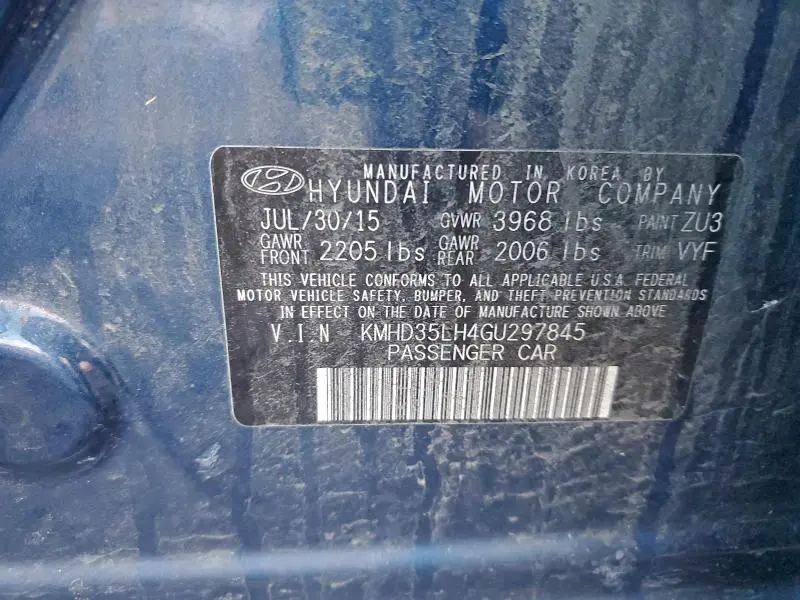 MANUFACTURED IN KOREA BY
HYUNDAI MOTOR COMPANY
JUL/30/15 GVWR 3968 lbs PAINT ZU3
GAWR FRONT 2205 lbs GAWR REAR 2006 lbs TRIM VYF
THIS VEHICLE CONFORMS TO ALL APPLICABLE U.S.A. FEDERAL
MOTOR VEHICLE SAFETY, BUMPER, AND THEFT PREVENTION STANDARDS
IN EFFECT ON THE DATE OF MANUFACTURE SHOWN ABOVE
V.I N KMHD35LH4GU297845
PASSENGER CAR